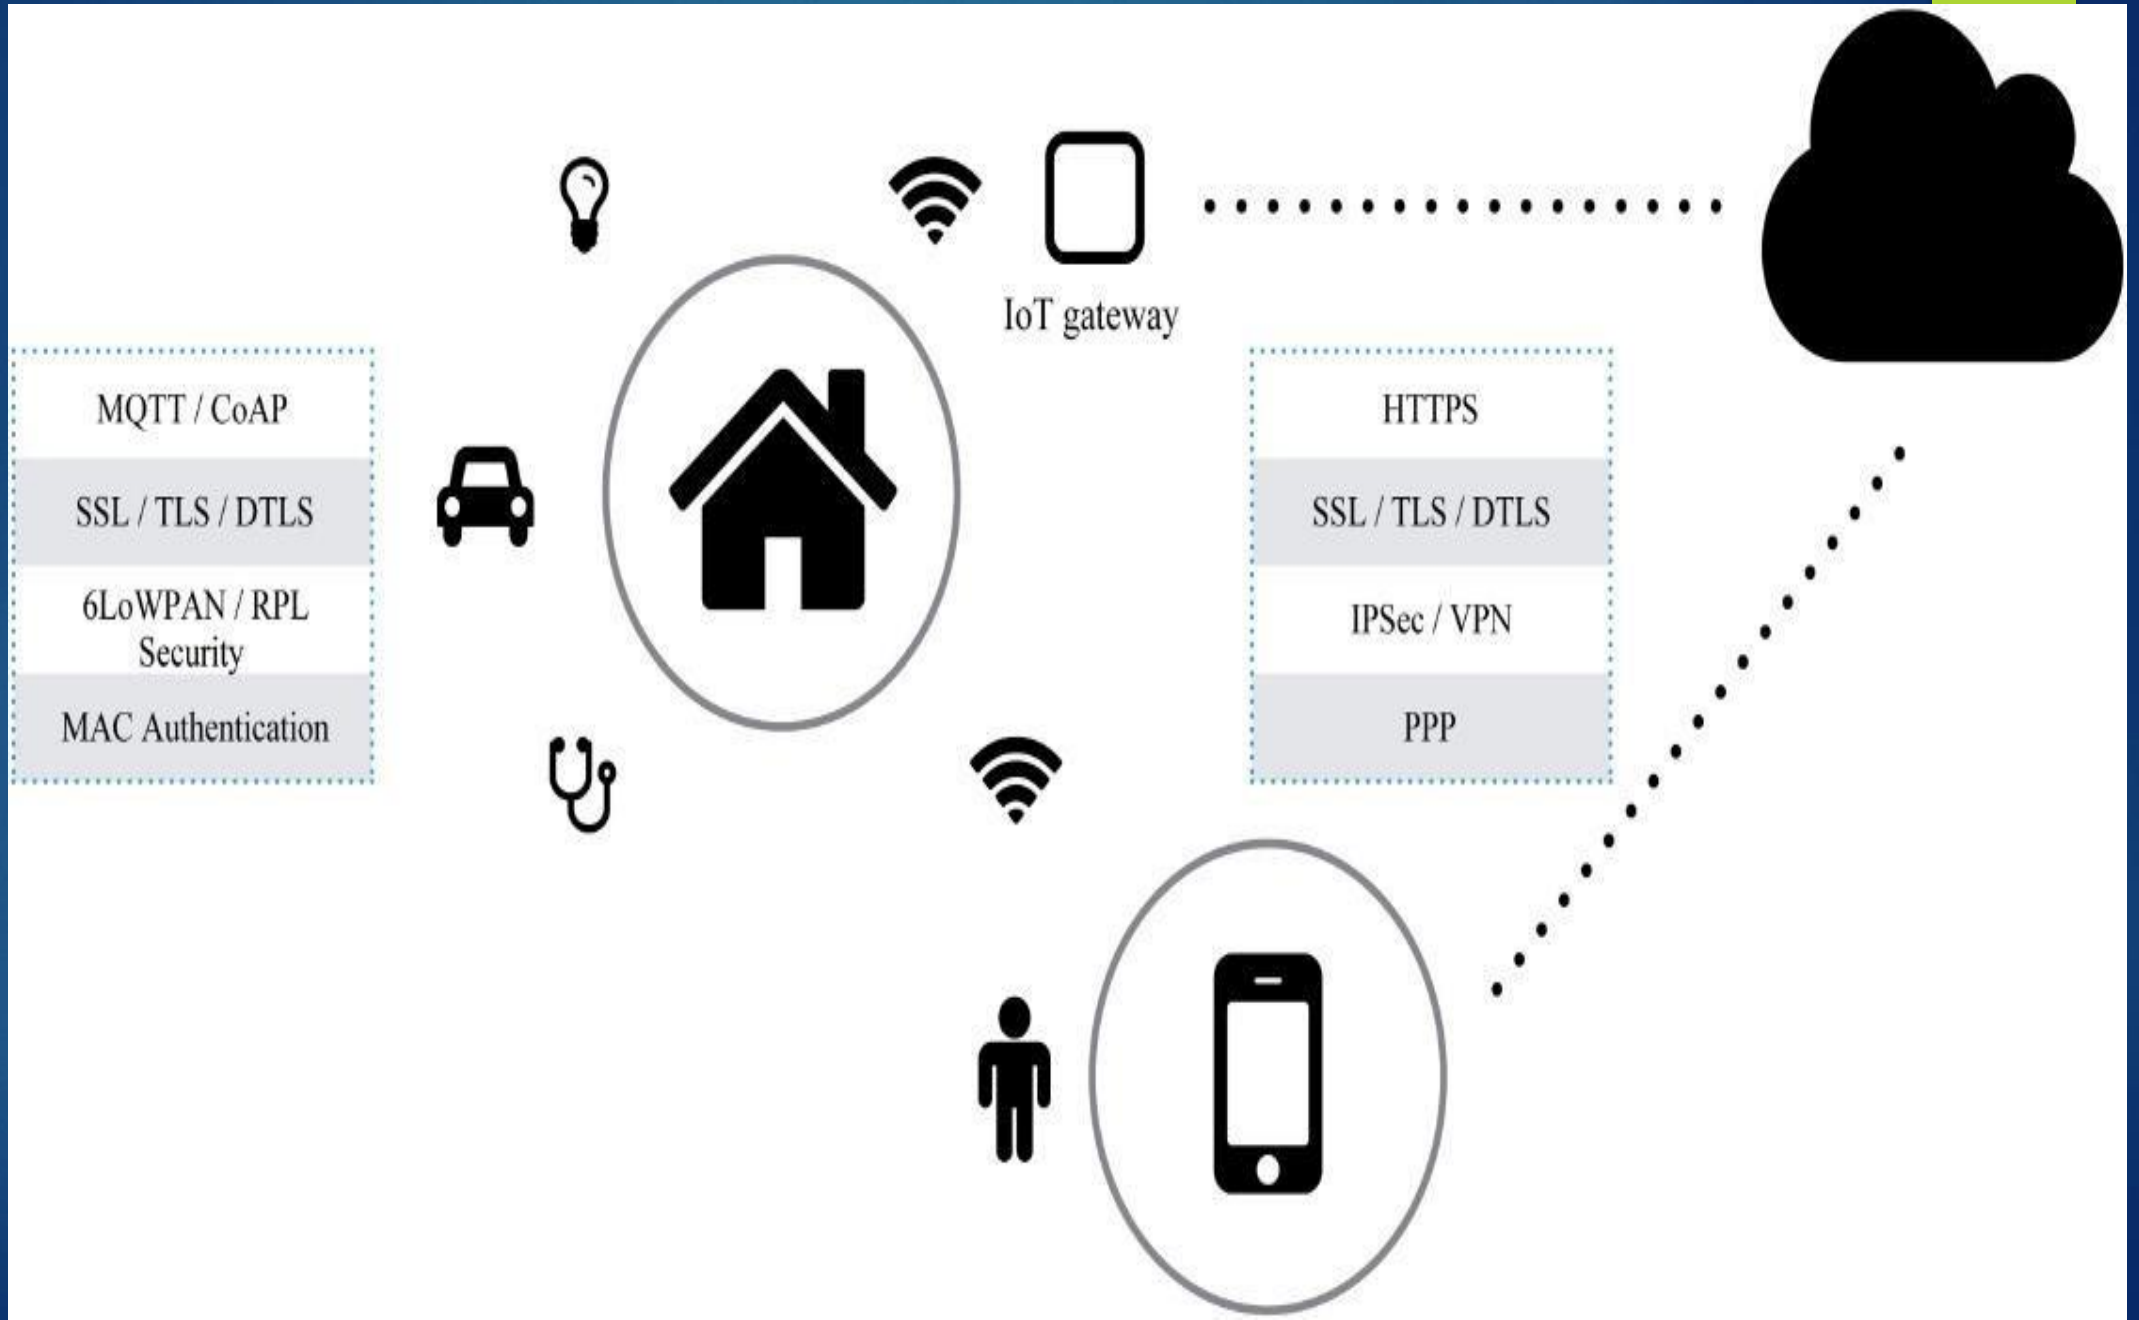 IoT gateway
MQTT / CoAP
SSL / TLS / DTLS
6LoWPAN / RPL
Security
MAC Authentication
HTTPS
SSL / TLS / DTLS
IPSec / VPN
PPP